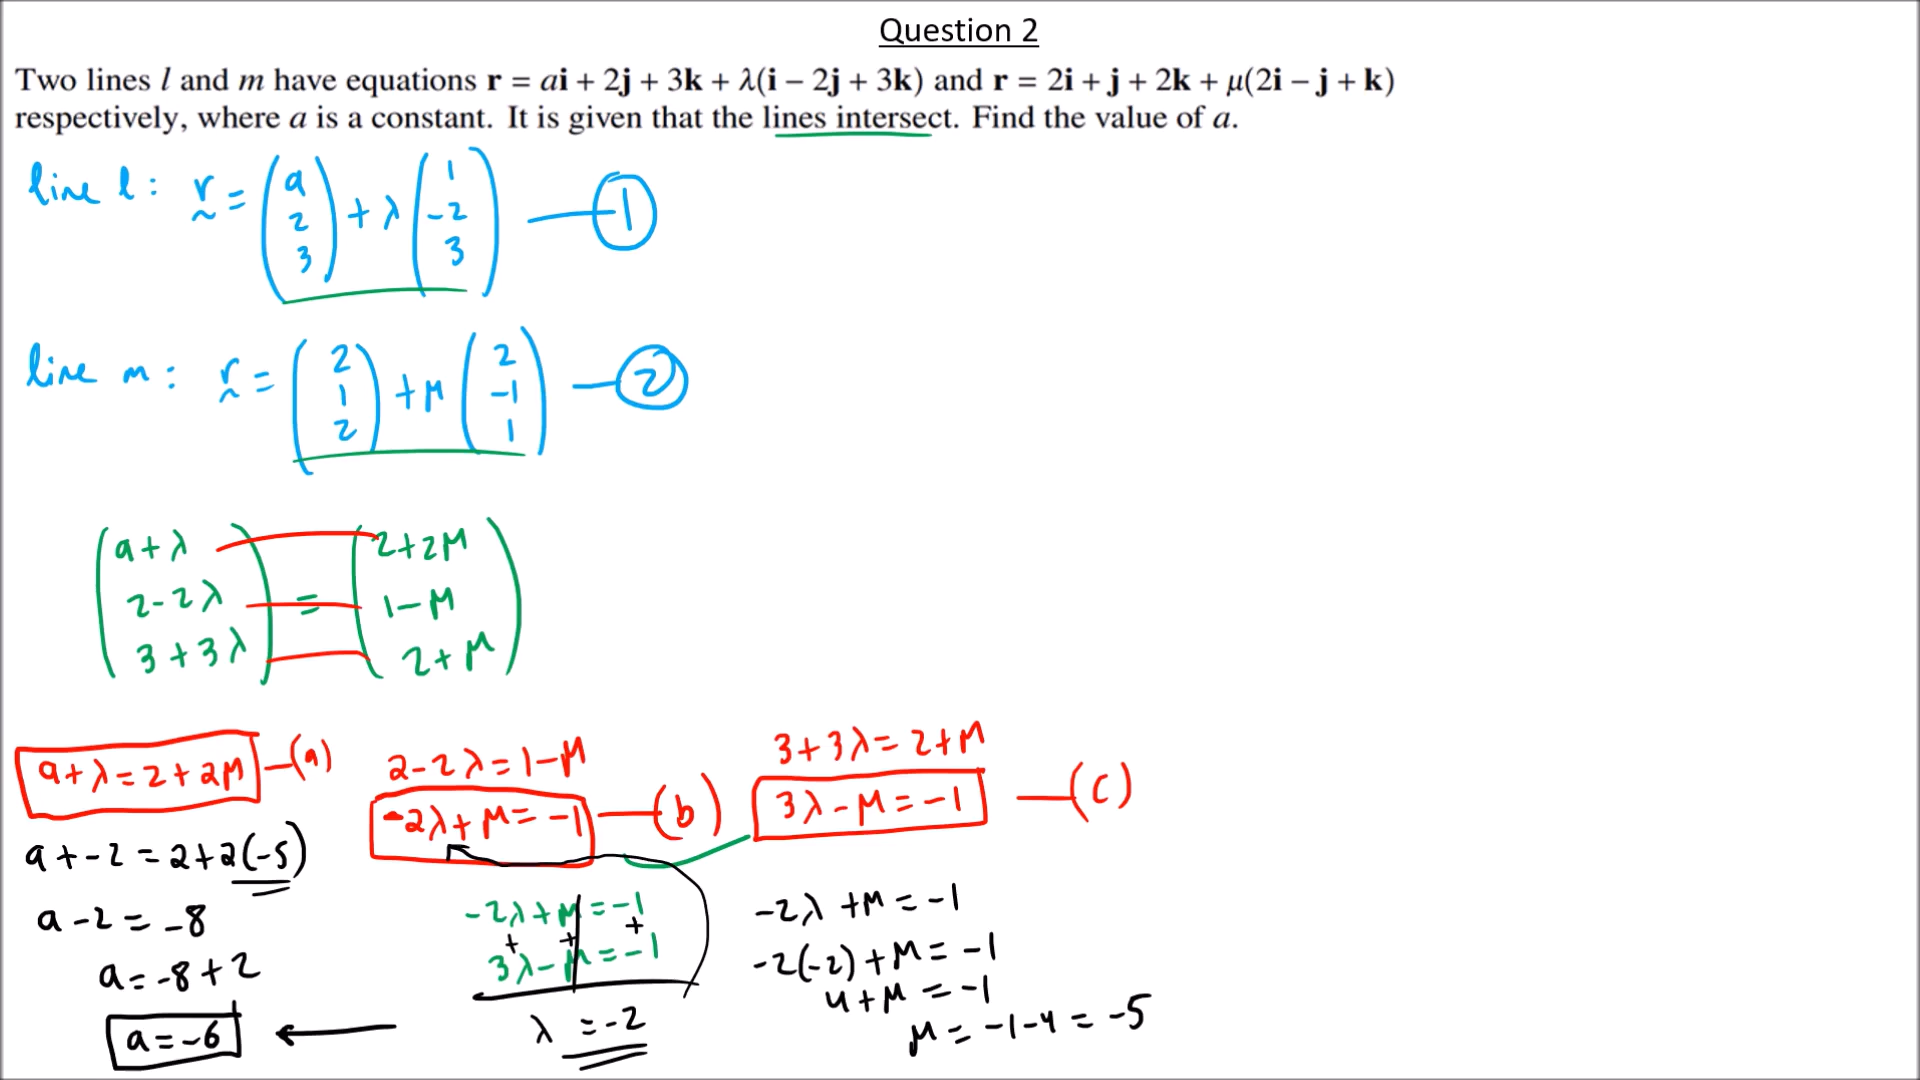 Question 2
Two lines l and m have equations r = ai + 2j + 3k + λ(i − 2j + 3k) and r = 2i + j + 2k + μ(2i − j + k)
respectively, where a is a constant. It is given that the lines intersect. Find the value of a.
line l: r = (a 2 3) + λ (1 -2 3) — 1
line m: r = (2 1 2) + μ (2 -1 1) — 2
(a+λ 2-2λ 3+3λ) = (2+2μ 1-μ 2+μ)
a+λ=2+2μ —(a)
2-2λ=1-μ
-2λ+μ=-1 —(b)
3+3λ=2+μ
3λ-μ=-1 —(c)
a+-2=2+2(-5)
a-2=-8
a=-8+2
a=-6
-2λ+μ=-1
+ + +
3λ-μ=-1
λ=-2
-2λ+μ=-1
-2(-2)+μ=-1
4+μ=-1
μ=-1-4=-5